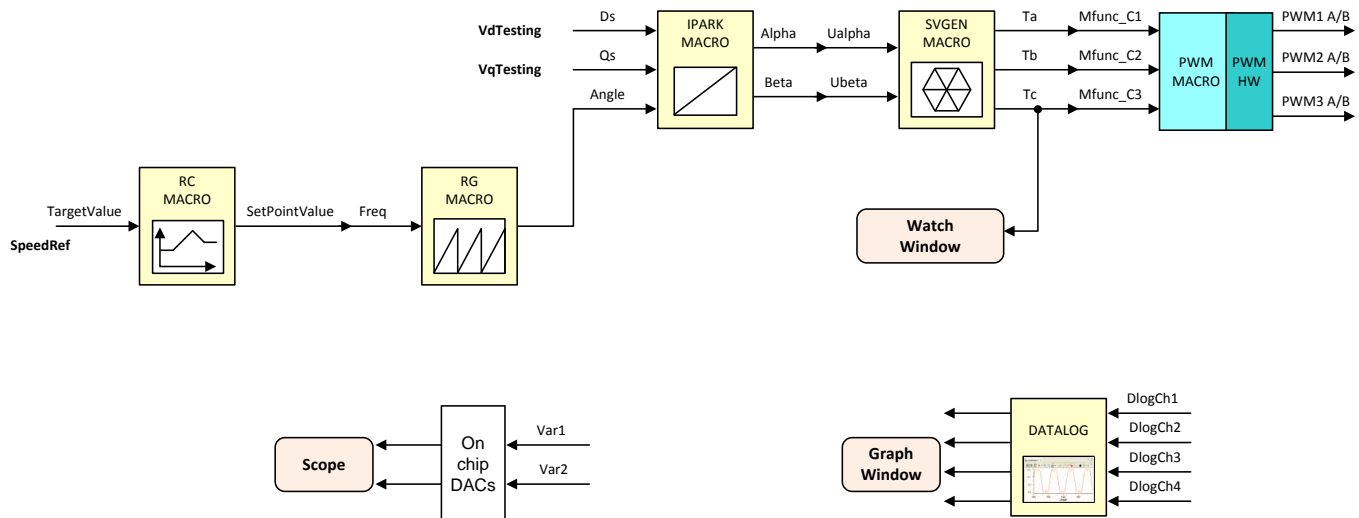 Ds
VdTesting
Qs
VqTesting
Angle
IPARK
MACRO
Alpha
Ualpha
Beta
Ubeta
SVGEN
MACRO
Ta
Mfunc_C1
Tb
Mfunc_C2
Tc
Mfunc_C3
PWM
MACRO
PWM
HW
PWM1 A/B
PWM2 A/B
PWM3 A/B
TargetValue
SpeedRef
RC
MACRO
SetPointValue
Freq
RG
MACRO
Watch
Window
Scope
On
chip
DACs
Var1
Var2
Graph
Window
DATALOG
DlogCh1
DlogCh2
DlogCh3
DlogCh4